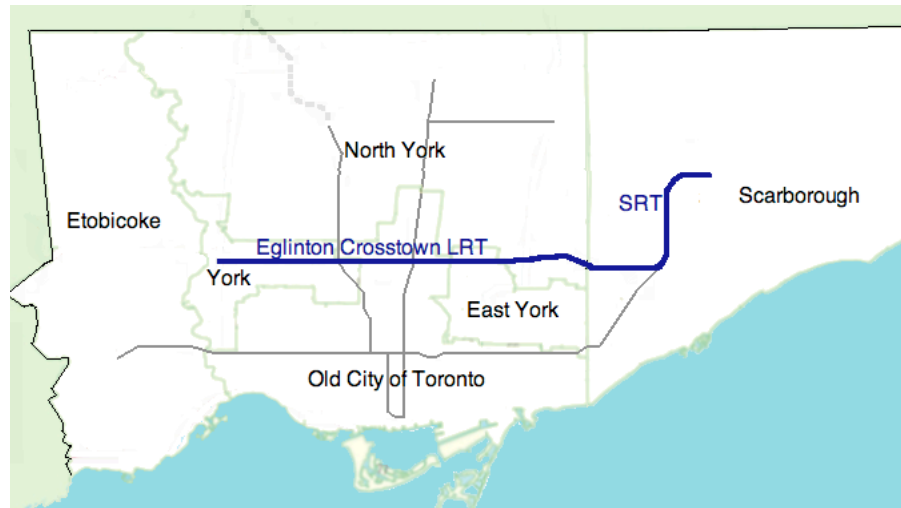 North York
Etobicoke
SRT
Scarborough
Eglinton Crosstown LRT
York
East York
Old City of Toronto